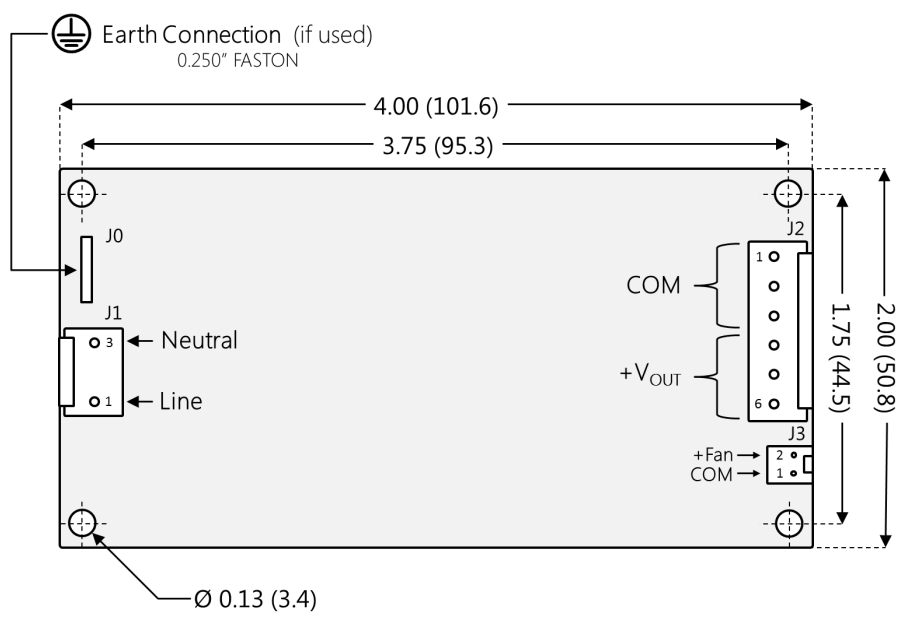 Earth Connection (if used)
0.250" FASTON
4.00 (101.6)
3.75 (95.3)
J0
J2
1
COM
J1
3 Neutral
+VOUT
1 Line
6
1.75 (44.5)
2.00 (50.8)
J3
+Fan 2
COM 1
Ø 0.13 (3.4)